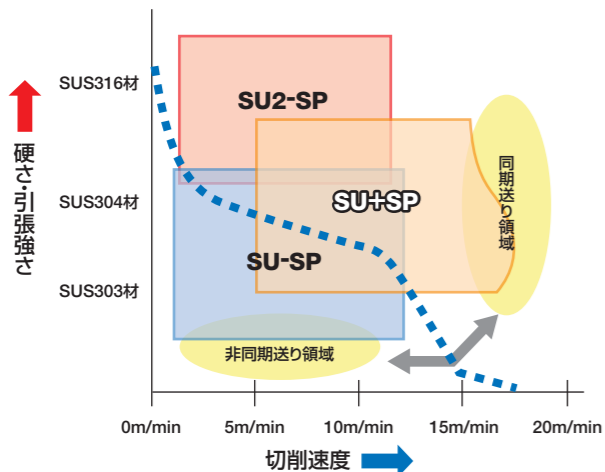 SUS316材
SUS304材
SUS303材
硬さ・引張強さ
SU2-SP
SU+SP
SU-SP
同期送り領域
非同期送り領域
0m/min
5m/min
10m/min
15m/min
20m/min
切削速度